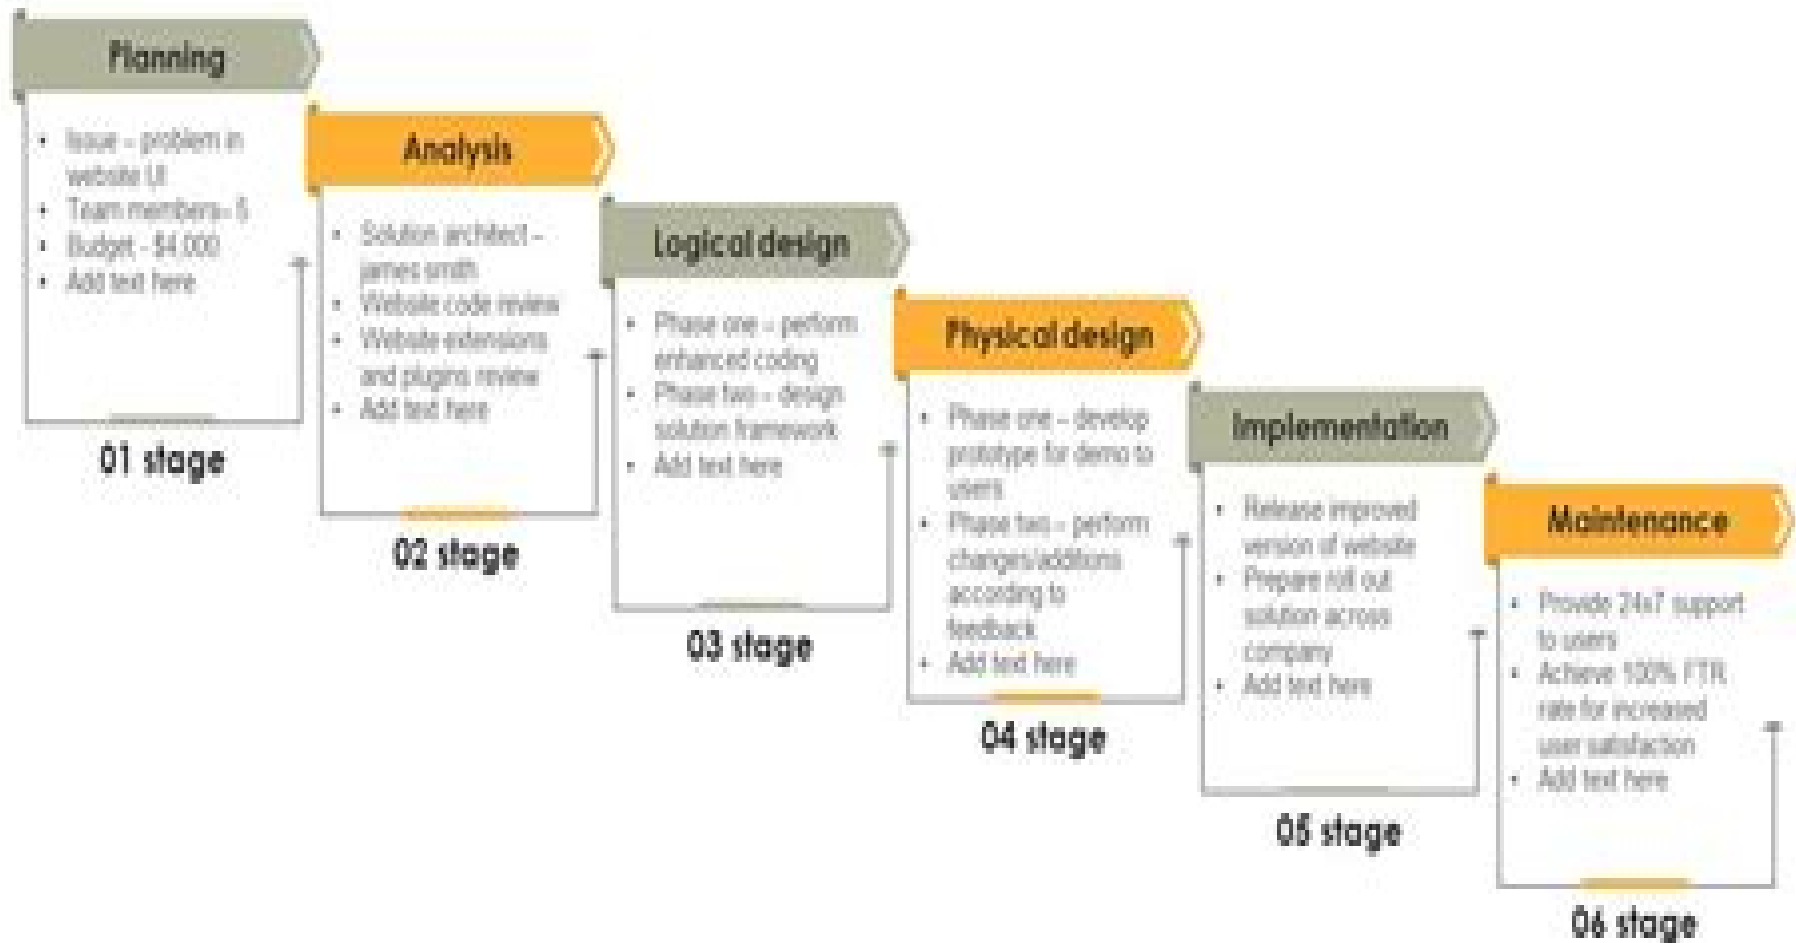 Planning
• Issue – problem in
website UI
• Team members– 5
• Budget - $4,000
• Add text here
01 stage
Analysis
• Solution architect –
james smith
• Website code review
• Website extensions
and plugins review
• Add text here
02 stage
Logical design
• Phase one – perform
enhanced coding
• Phase two – design
solution framework
• Add text here
03 stage
Physical design
• Phase one – develop
prototype for demo to
users
• Phase two – perform
changes/additions
according to
feedback
• Add text here
04 stage
Implementation
• Release improved
version of website
• Prepare roll out
solution across
company
• Add text here
05 stage
Maintenance
• Provide 24x7 support
to users
• Achieve 100% FTR
rate for increased
user satisfaction
• Add text here
06 stage